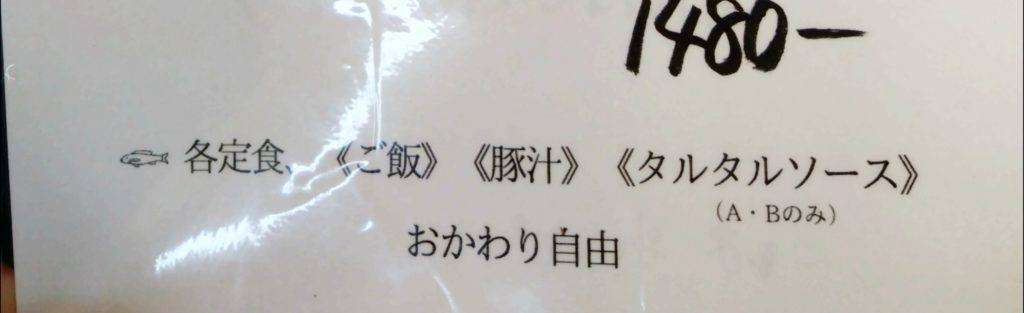 1480－
各定食、《ご飯》《豚汁》《タルタルソース》
（A・Bのみ）
おかわり自由